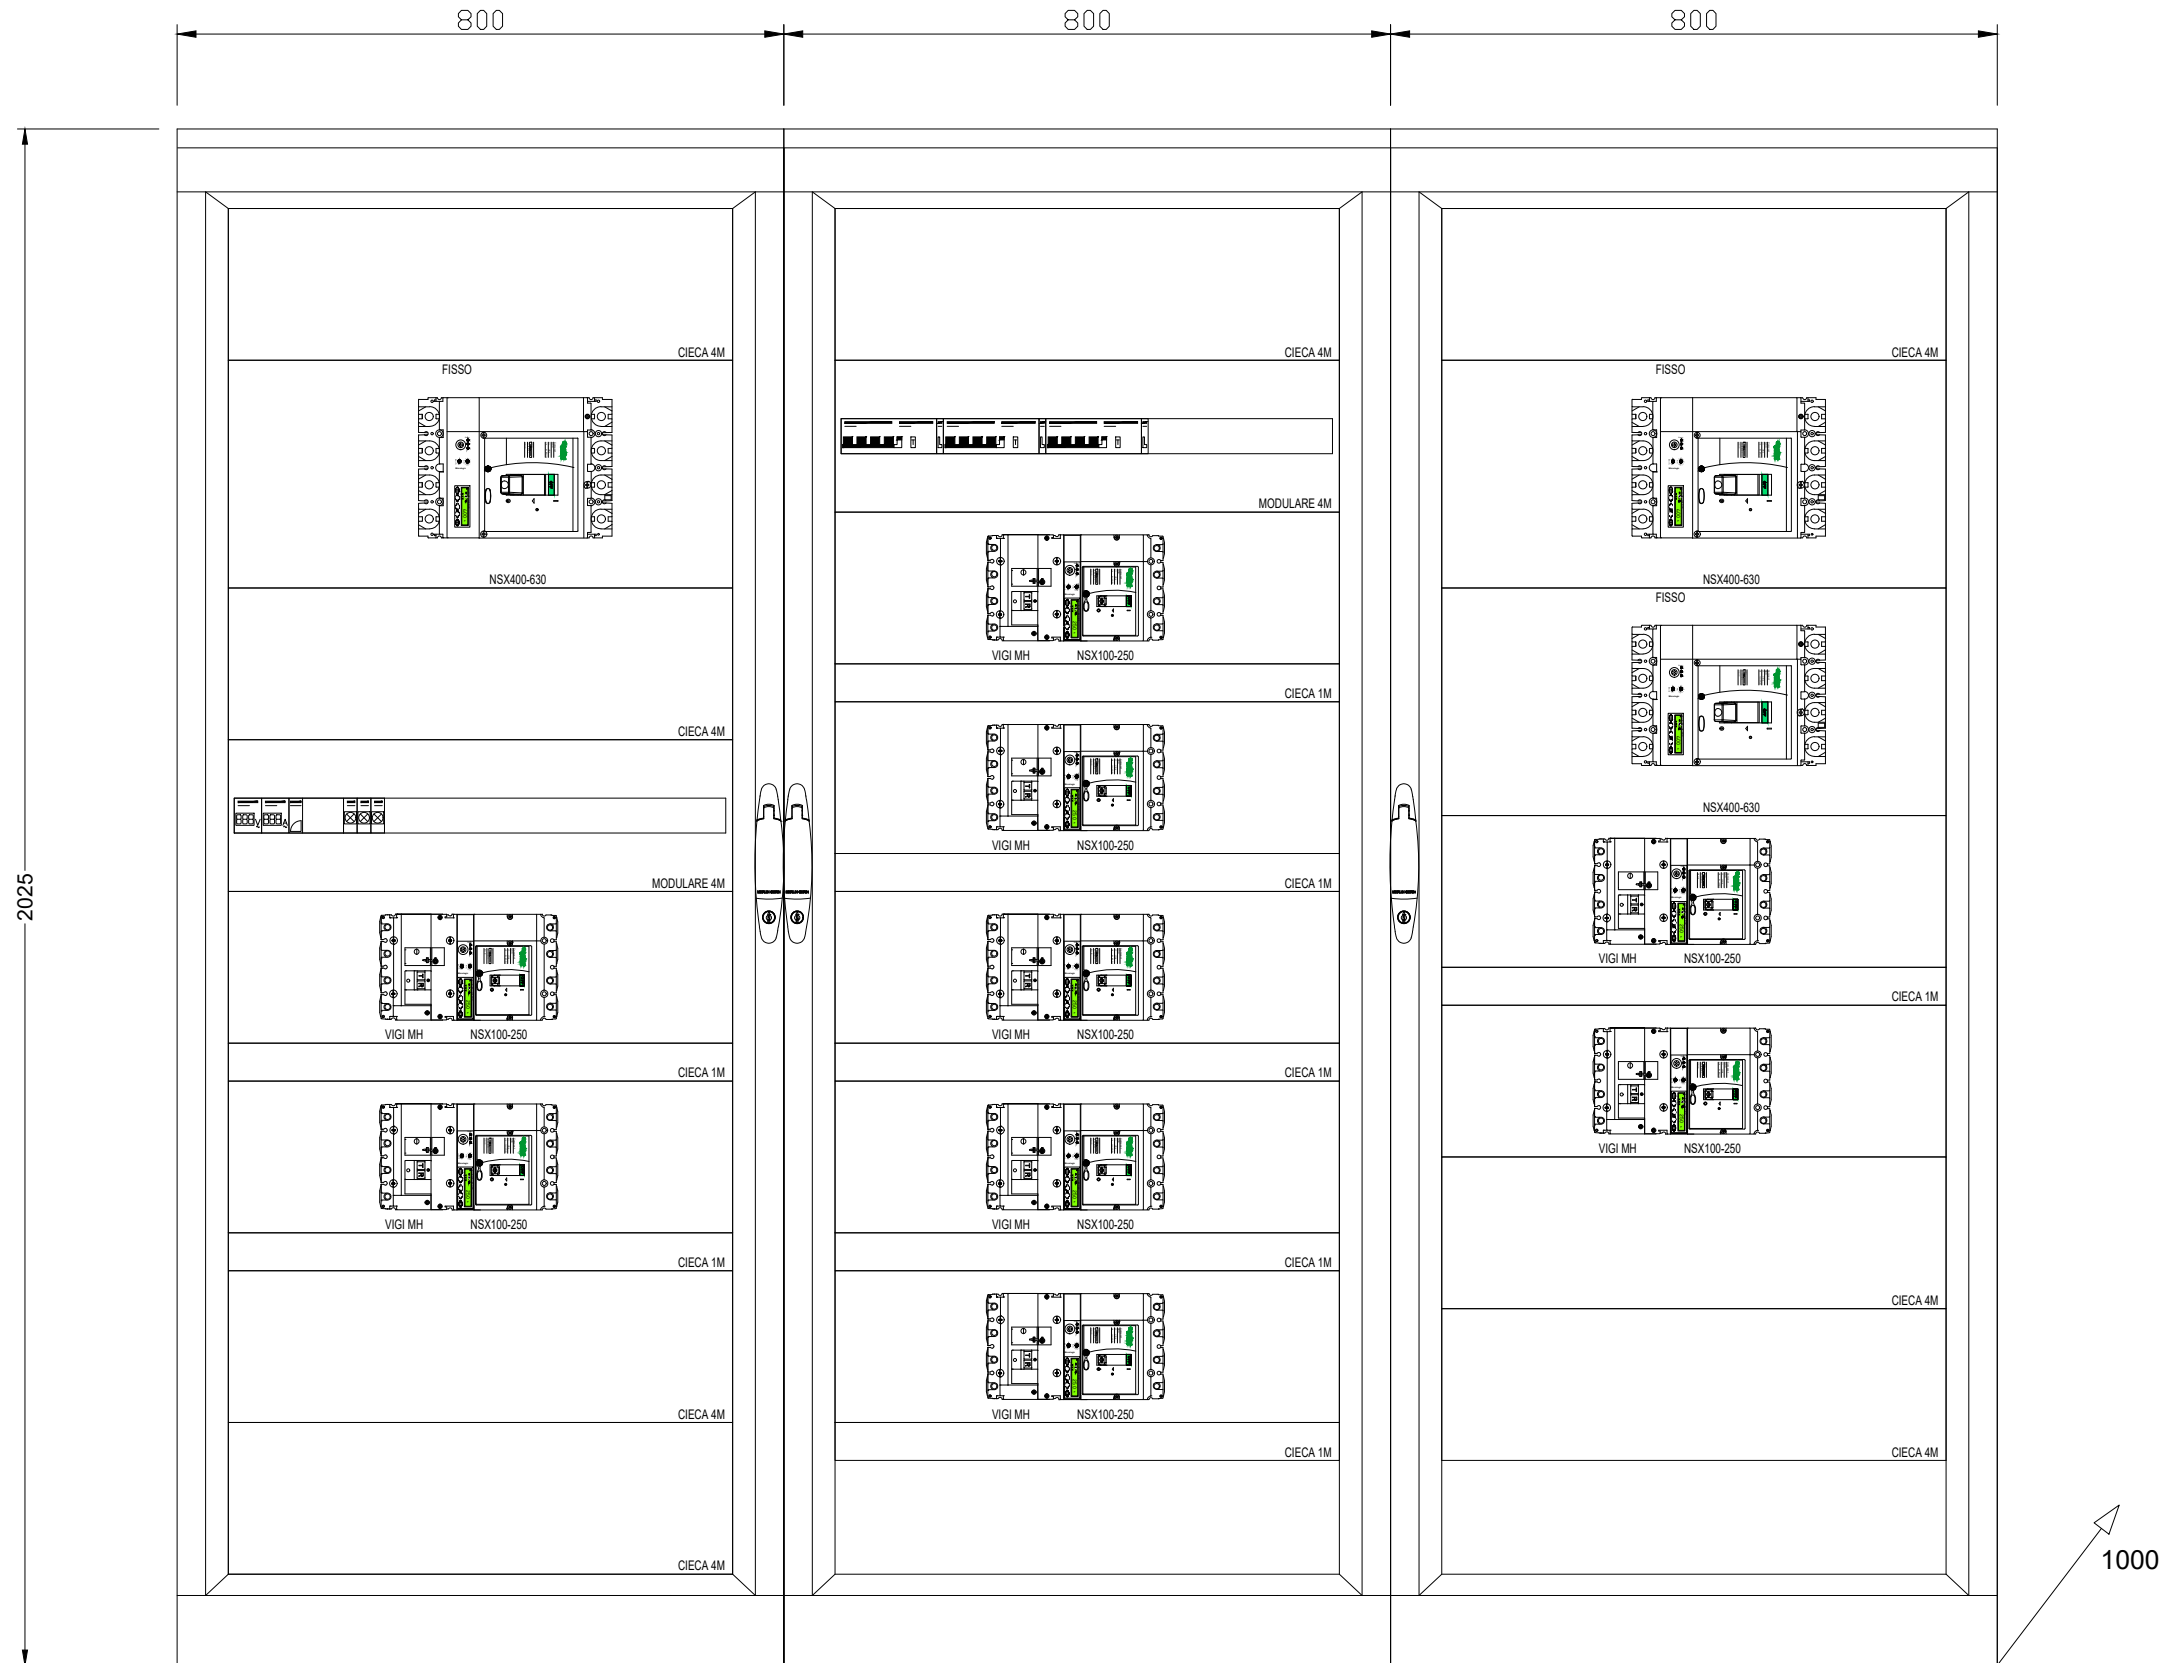 800
800
800
2025
1000
CIECA 4M
FISSO
NSX400-630
CIECA 4M
MODULARE 4M
VIGI MH NSX100-250
CIECA 1M
VIGI MH NSX100-250
CIECA 1M
CIECA 4M
CIECA 4M
CIECA 4M
MODULARE 4M
VIGI MH NSX100-250
CIECA 1M
VIGI MH NSX100-250
CIECA 1M
VIGI MH NSX100-250
CIECA 1M
VIGI MH NSX100-250
CIECA 1M
VIGI MH NSX100-250
CIECA 1M
CIECA 4M
FISSO
NSX400-630
FISSO
NSX400-630
VIGI MH NSX100-250
CIECA 1M
VIGI MH NSX100-250
CIECA 4M
CIECA 4M